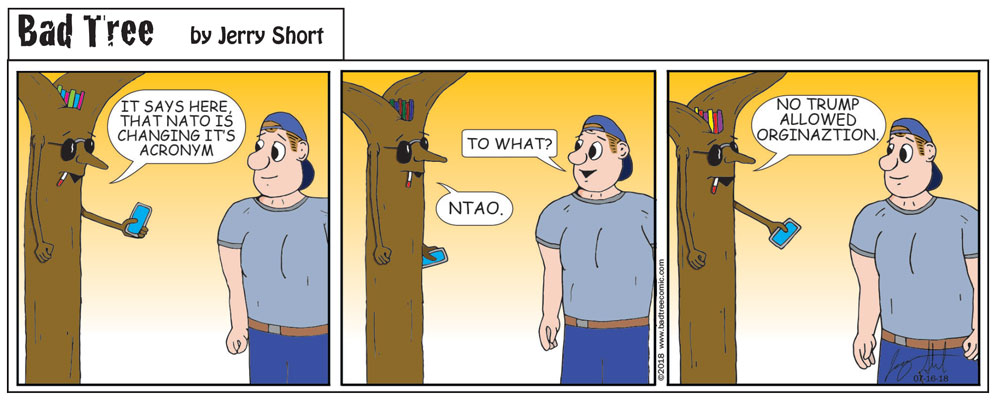 Bad Tree by Jerry Short
IT SAYS HERE,
THAT NATO IS
CHANGING IT'S
ACRONYM
TO WHAT?
NTAO.
©2018 www.badtreecomic.com
NO TRUMP
ALLOWED
ORGINAZTION.
07-16-18